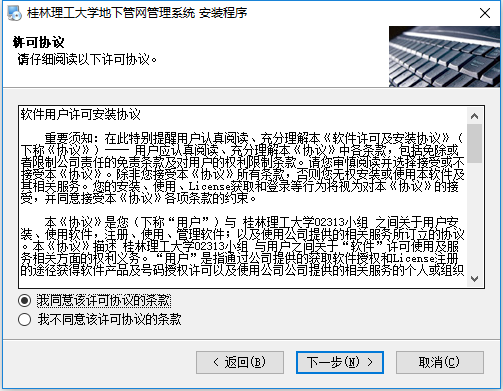 桂林理工大学地下管网管理系统 安装程序
许可协议
请仔细阅读以下许可协议。
软件用户许可安装协议
重要须知：在此特别提醒用户认真阅读、充分理解本《软件许可及安装协议》（
下称《协议》）—— 用户应认真阅读、充分理解本《协议》中各条款，包括免除或
者限制公司责任的免责条款及对用户的权利限制条款。请您审慎阅读并选择接受或不
接受本《协议》。除非您接受本《协议》所有条款，否则您无权安装或使用本软件及
其相关服务。您的安装、使用、License获取和登录等行为将视为对本《协议》的接
受，并同意接受本《协议》各项条款的约束。
本《协议》是您（下称“用户”）与 桂林理工大学02313小组 之间关于用户安
装、使用软件，注册、使用、管理软件；以及使用公司提供的相关服务所订立的协议
。本《协议》描述 桂林理工大学02313小组 与用户之间关于“软件”许可使用及服
务相关方面的权利义务。“用户”是指通过公司提供的获取软件授权和License注册
的途径获得软件产品及号码授权许可以及使用公司公司提供的相关服务的个人或组织
我同意该许可协议的条款
我不同意该许可协议的条款
< 返回(B)
下一步(N) >
取消(C)